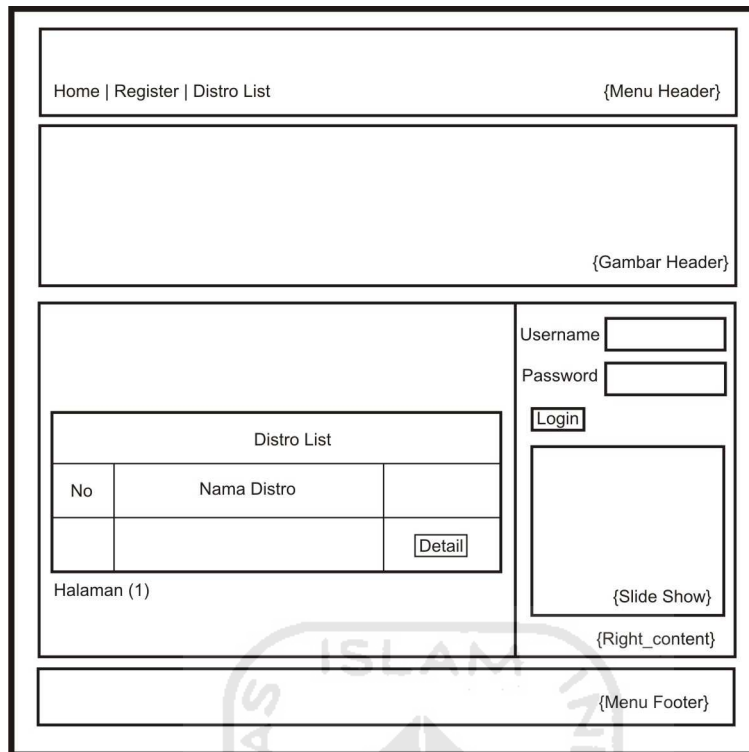 Home | Register | Distro List {Menu Header}
{Gambar Header}
Distro List
No Nama Distro
Detail
Halaman (1)
Username
Password
Login
{Slide Show}
{Right_content}
{Menu Footer}
ISLAM